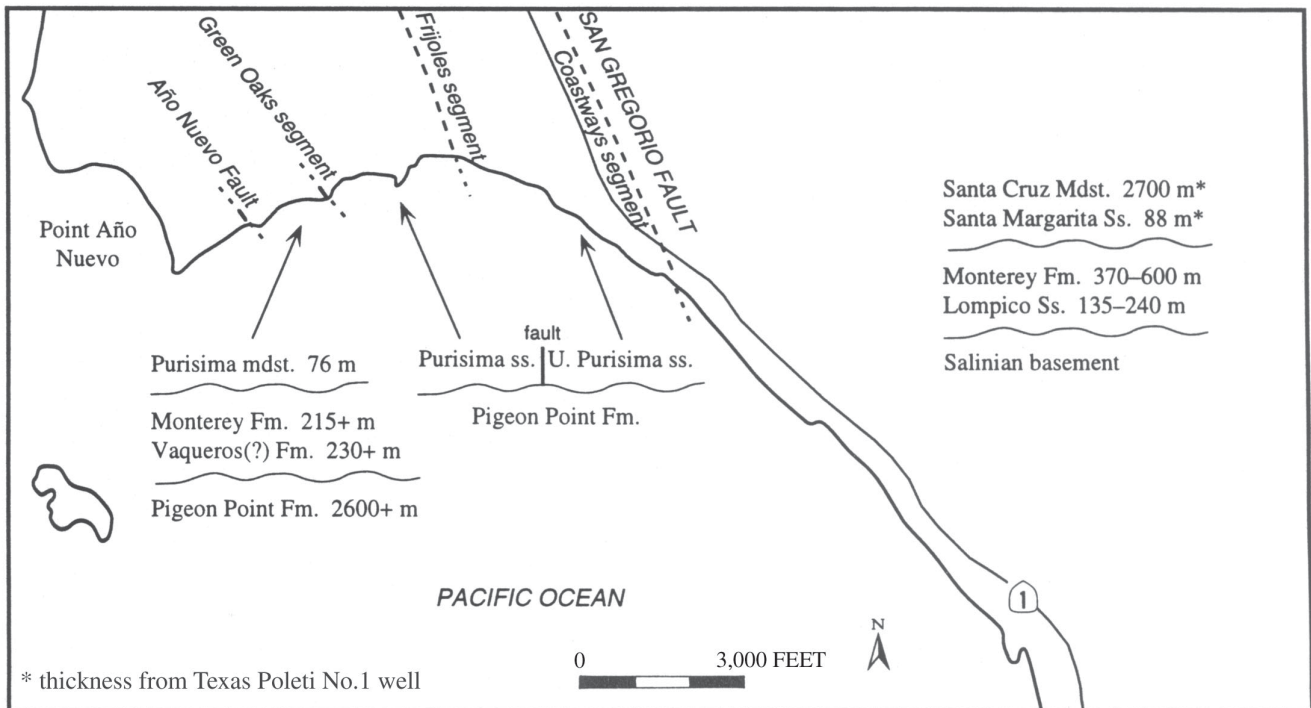 Año Nuevo Fault
Green Oaks segment
Frijoles segment
Coastways segment
SAN GREGORIO FAULT
Point Año
Nuevo
Santa Cruz Mdst. 2700 m*
Santa Margarita Ss. 88 m*
Monterey Fm. 370–600 m
Lompico Ss. 135–240 m
Salinian basement
Purisima mdst. 76 m
Monterey Fm. 215+ m
Vaqueros(?) Fm. 230+ m
Pigeon Point Fm. 2600+ m
fault
Purisima ss. U. Purisima ss.
Pigeon Point Fm.
PACIFIC OCEAN
1
N
0 3,000 FEET
* thickness from Texas Poleti No.1 well